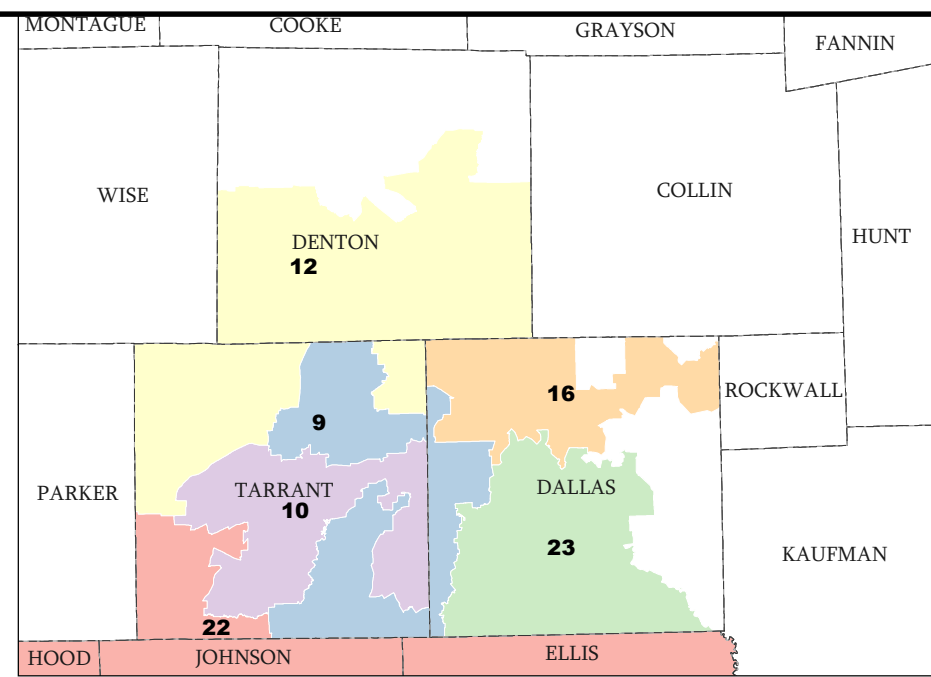 MONTAGUE
COOKE
GRAYSON
FANNIN
WISE
COLLIN
DENTON
12
HUNT
16
ROCKWALL
9
PARKER
TARRANT
10
DALLAS
23
KAUFMAN
22
HOOD
JOHNSON
ELLIS